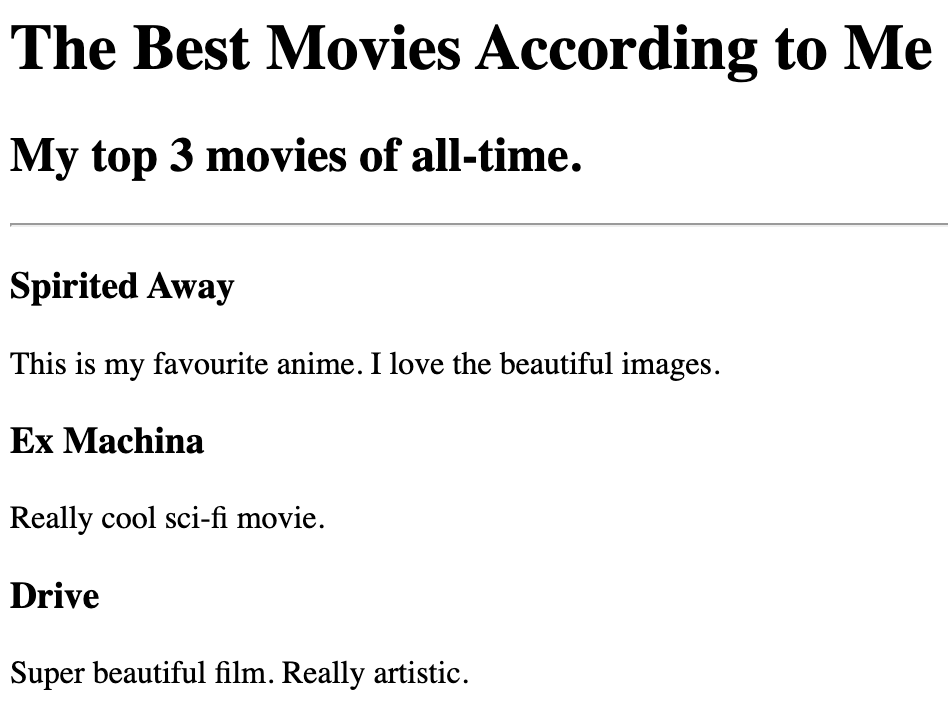 The Best Movies According to Me
My top 3 movies of all-time.
Spirited Away
This is my favourite anime. I love the beautiful images.
Ex Machina
Really cool sci-fi movie.
Drive
Super beautiful film. Really artistic.